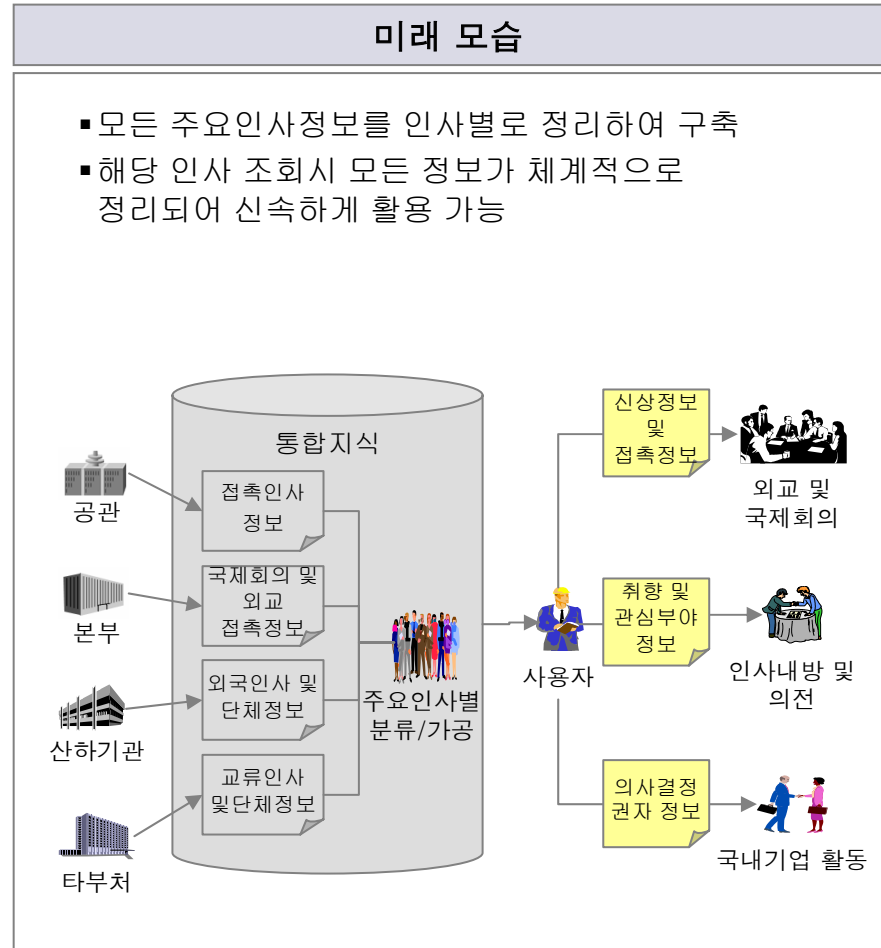 미래 모습
▪모든 주요인사정보를 인사별로 정리하여 구축
▪해당 인사 조회시 모든 정보가 체계적으로
정리되어 신속하게 활용 가능
통합지식
공관
본부
산하기관
타부처
접촉인사
정보
국제회의 및
외교
접촉정보
외국인사 및
단체정보
교류인사
및단체정보
주요인사별
분류/가공
사용자
신상정보
및
접촉정보
외교 및
국제회의
취향 및
관심부야
정보
인사내방 및
의전
의사결정
권자 정보
국내기업 활동